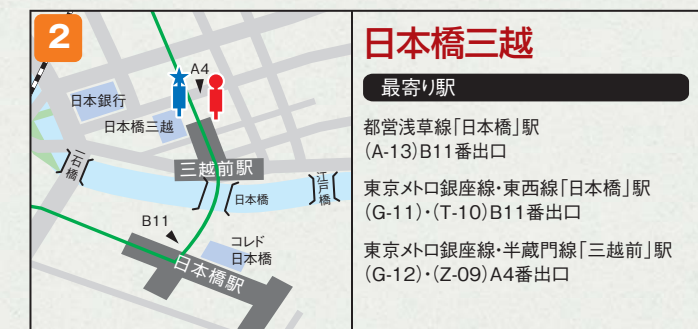 2
A4
日本銀行
日本橋三越
一石橋
三越前駅
日本橋
江戸橋
B11
コレド
日本橋
日本橋駅
日本橋三越
最寄り駅
都営浅草線「日本橋」駅
(A-13)B11番出口
東京メトロ銀座線・東西線「日本橋」駅
(G-11)・(T-10)B11番出口
東京メトロ銀座線・半蔵門線「三越前」駅
(G-12)・(Z-09)A4番出口